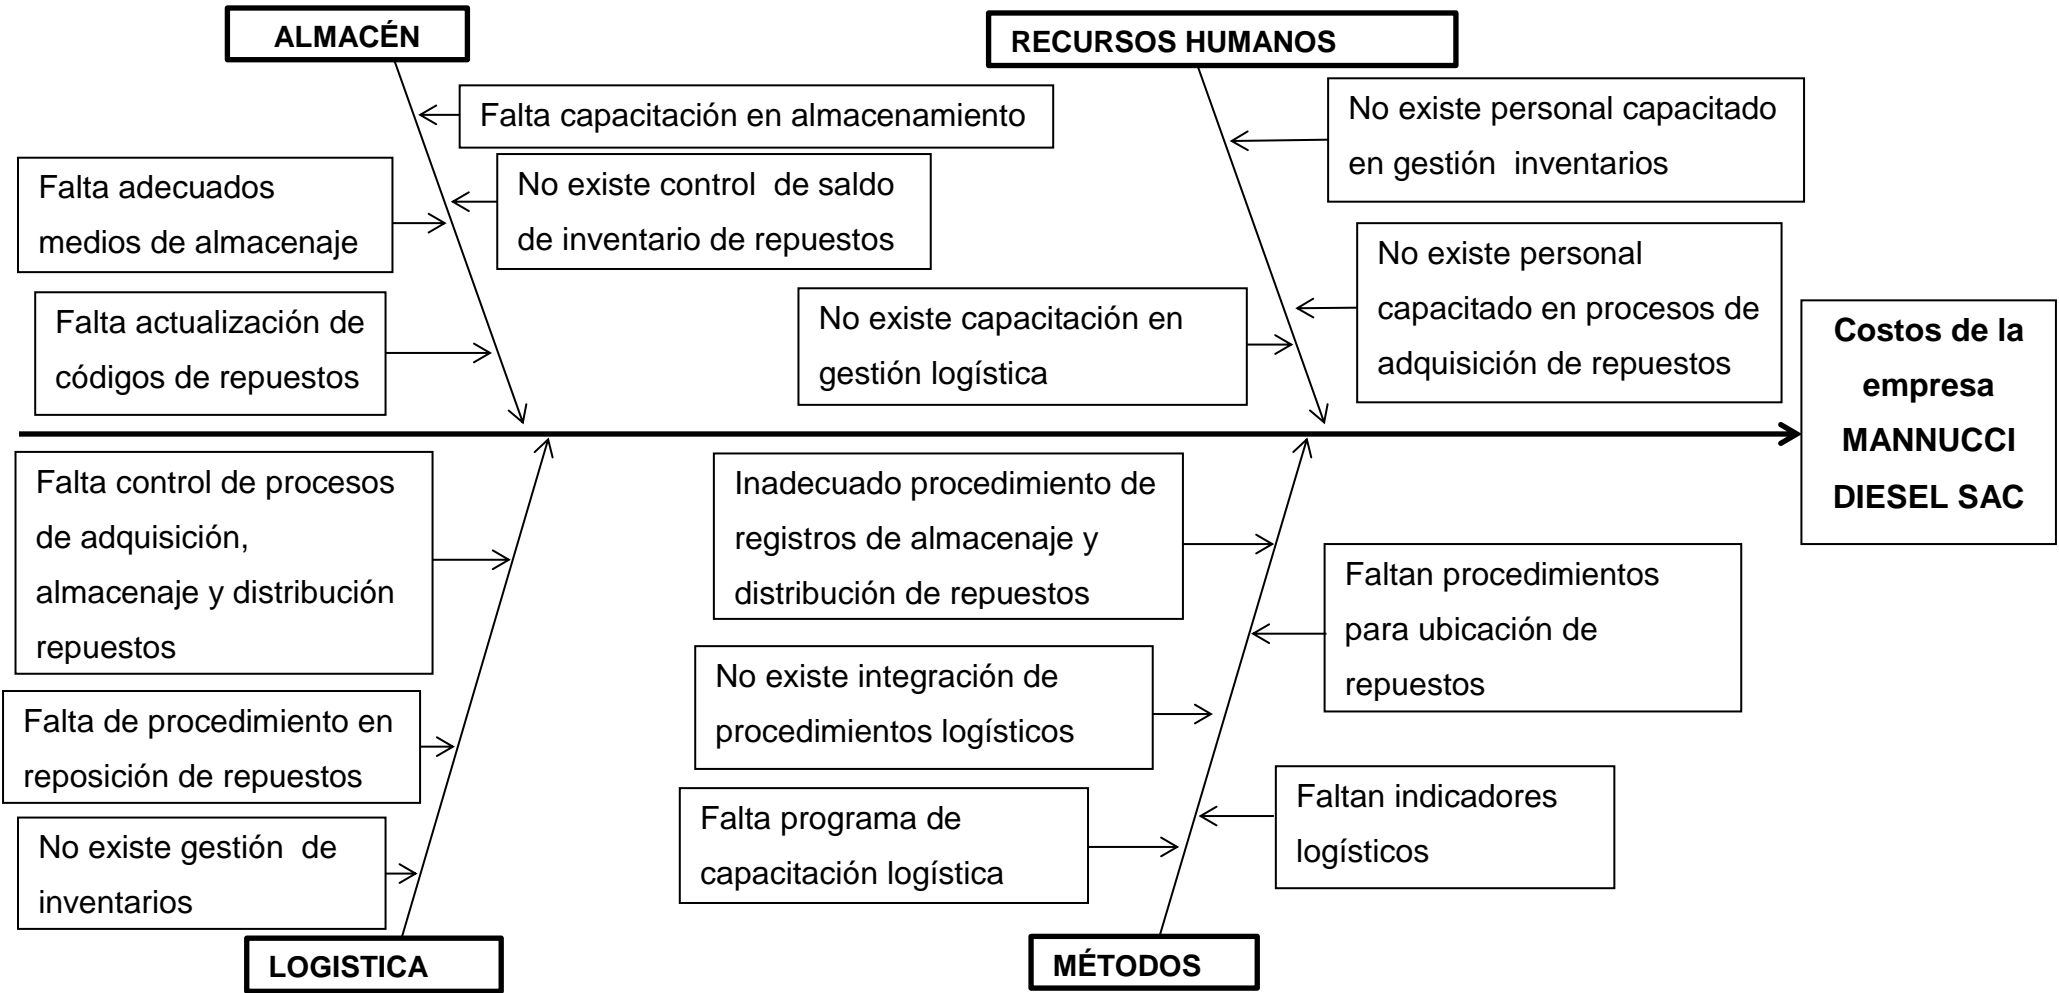 ALMACÉN
RECURSOS HUMANOS
Falta capacitación en almacenamiento
Falta adecuados
medios de almacenaje
No existe control de saldo
de inventario de repuestos
Falta actualización de
códigos de repuestos
No existe personal capacitado
en gestión inventarios
No existe personal
capacitado en procesos de
adquisición de repuestos
No existe capacitación en
gestión logística
Costos de la
empresa
MANNUCCI
DIESEL SAC
Falta control de procesos
de adquisición,
almacenaje y distribución
repuestos
Falta de procedimiento en
reposición de repuestos
No existe gestión de
inventarios
Inadecuado procedimiento de
registros de almacenaje y
distribución de repuestos
Faltan procedimientos
para ubicación de
repuestos
No existe integración de
procedimientos logísticos
Falta programa de
capacitación logística
Faltan indicadores
logísticos
LOGISTICA
MÉTODOS